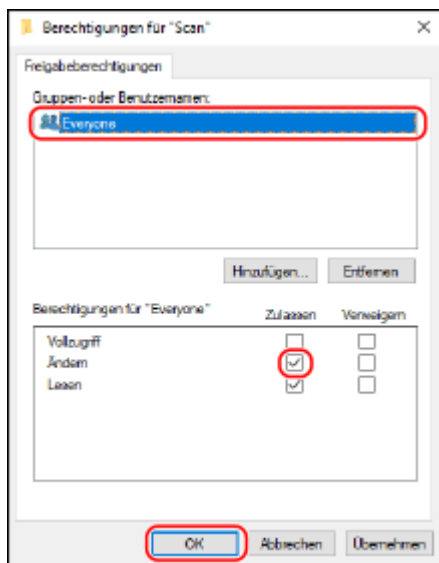 Berechtigungen für "Scan"
Freigabeberechtigungen
Gruppen- oder Benutzernamen:
Everyone
Hinzufügen... Entfernen
Berechtigungen für "Everyone" Zulassen Verweigern
Vollzugriff
Ändern
Lesen
OK Abbrechen Übernehmen